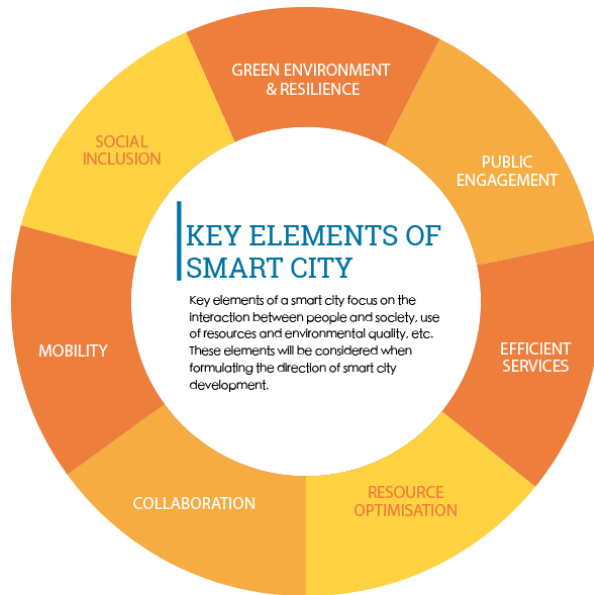 GREEN ENVIRONMENT
& RESILIENCE
PUBLIC
ENGAGEMENT
EFFICIENT
SERVICES
RESOURCE
OPTIMISATION
COLLABORATION
MOBILITY
SOCIAL
INCLUSION
KEY ELEMENTS OF
SMART CITY
Key elements of a smart city focus on the
interaction between people and society, use
of resources and environmental quality, etc.
These elements will be considered when
formulating the direction of smart city
development.